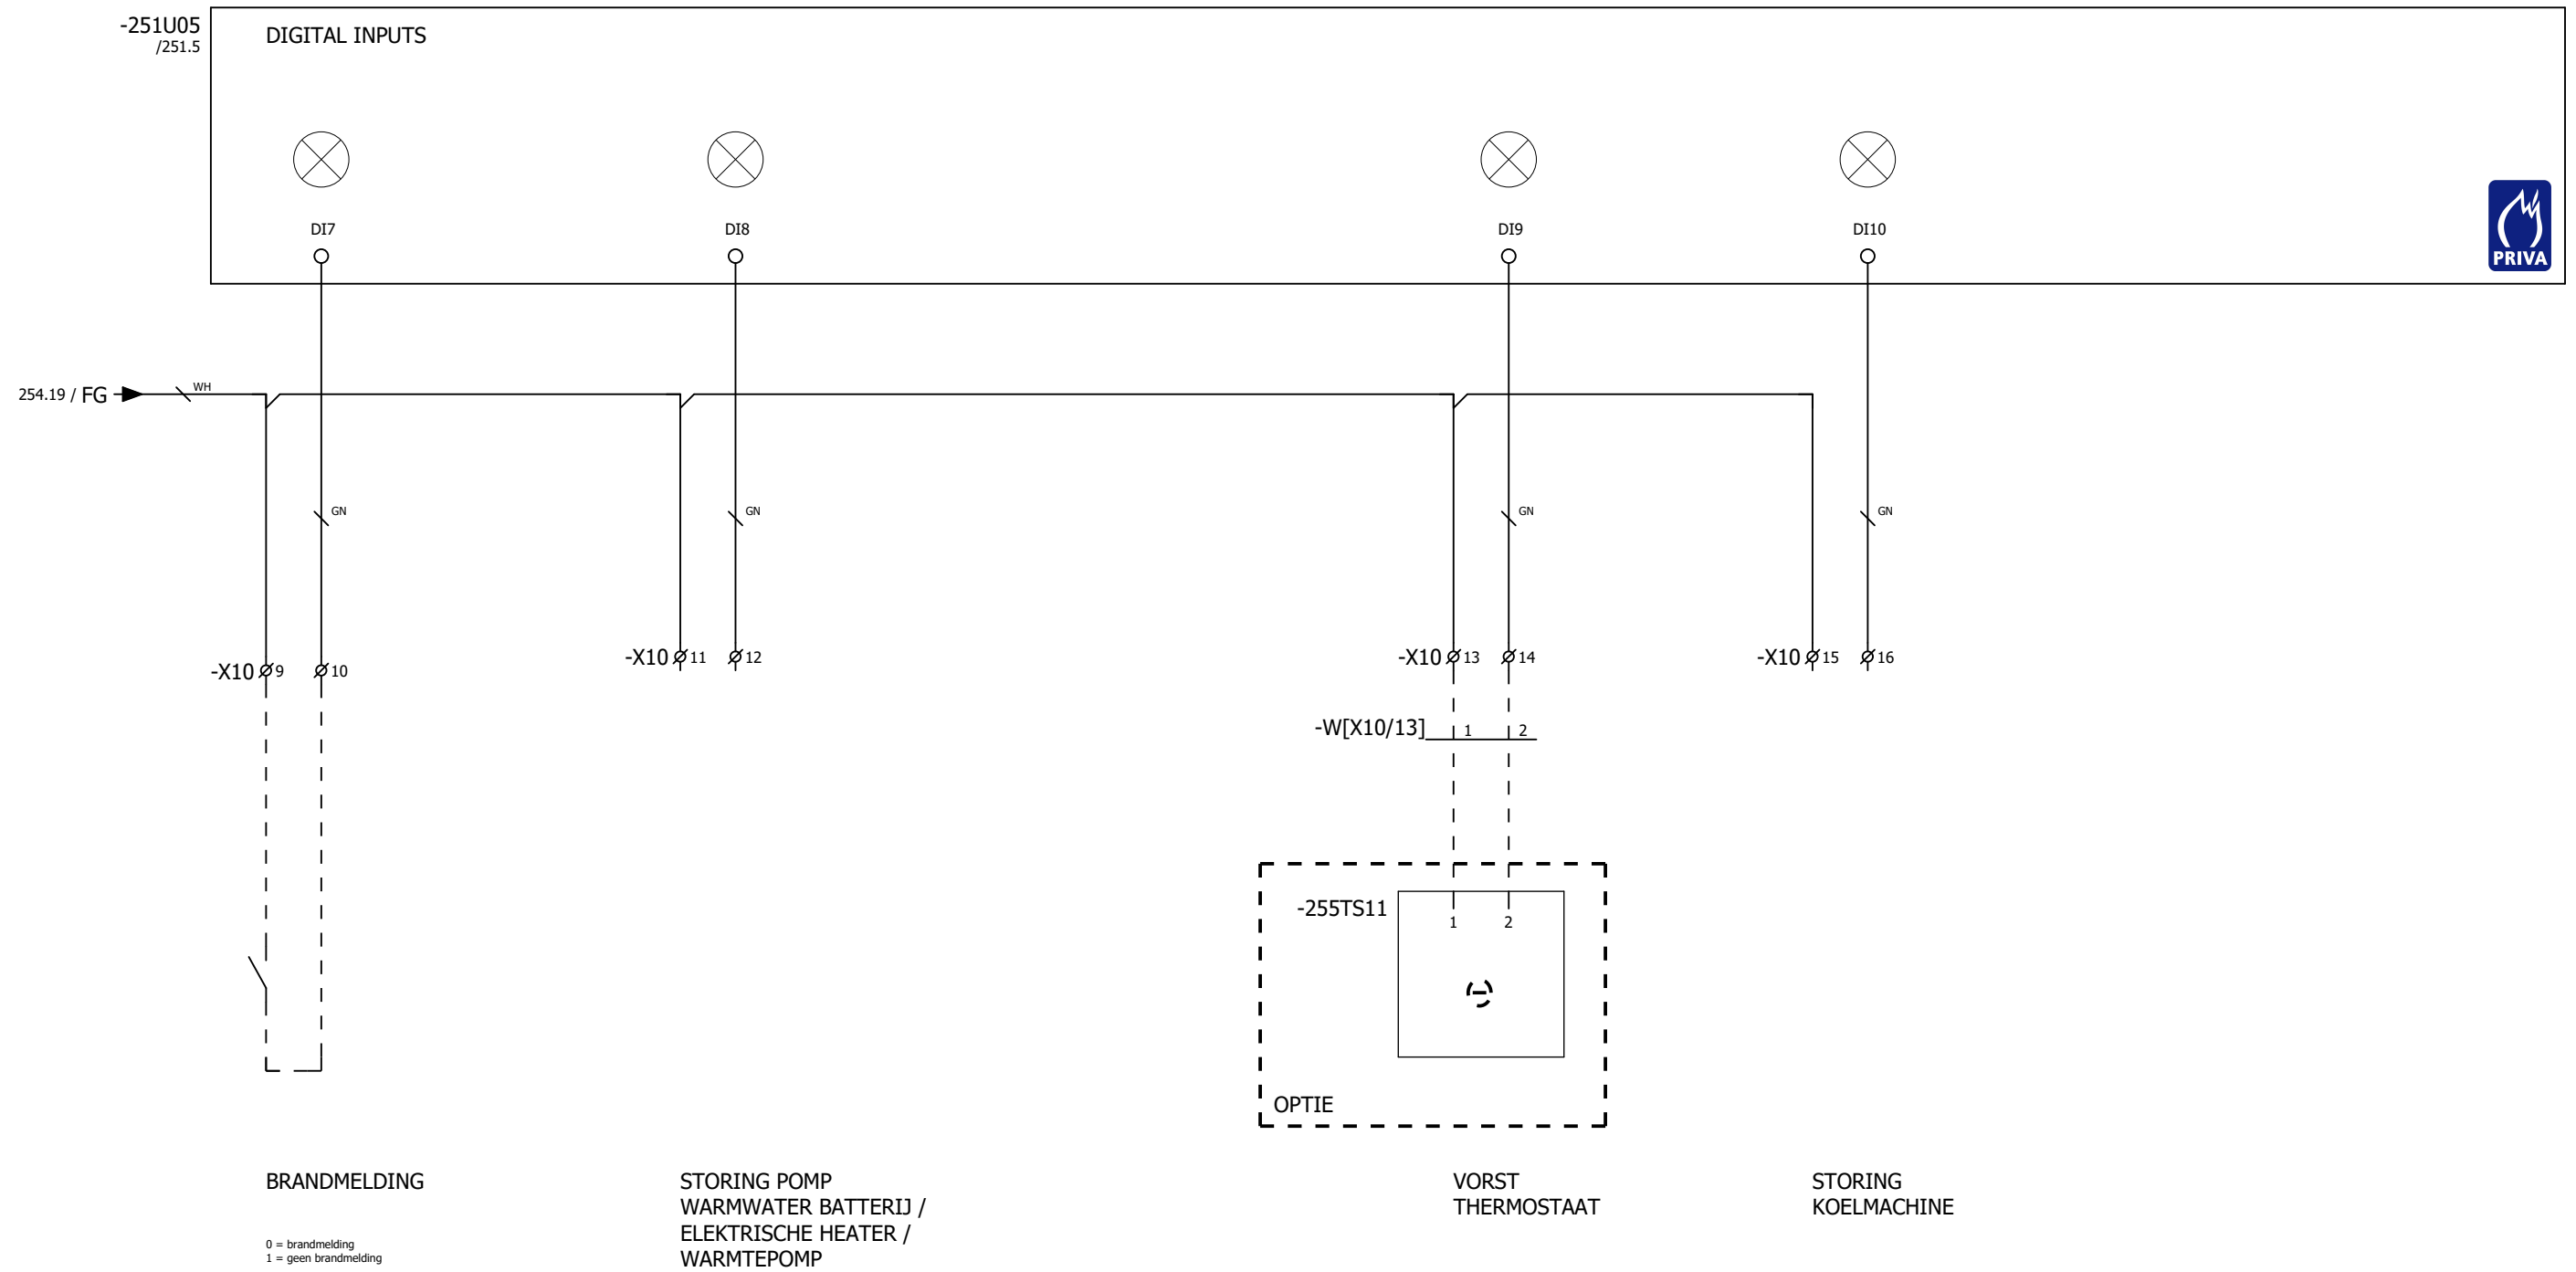 -251U05
/251.5
DIGITAL INPUTS
DI7
DI8
DI9
DI10
PRIVA
254.19 / FG
WH
GN
GN
GN
GN
-X10 9 10
-X10 11 12
-X10 13 14
-X10 15 16
-W[X10/13] 1 2
-255TS11
1 2
OPTIE
BRANDMELDING
0 = brandmelding
1 = geen brandmelding
STORING POMP
WARMWATER BATTERIJ /
ELEKTRISCHE HEATER /
WARMTEPOMP
VORST
THERMOSTAAT
STORING
KOELMACHINE